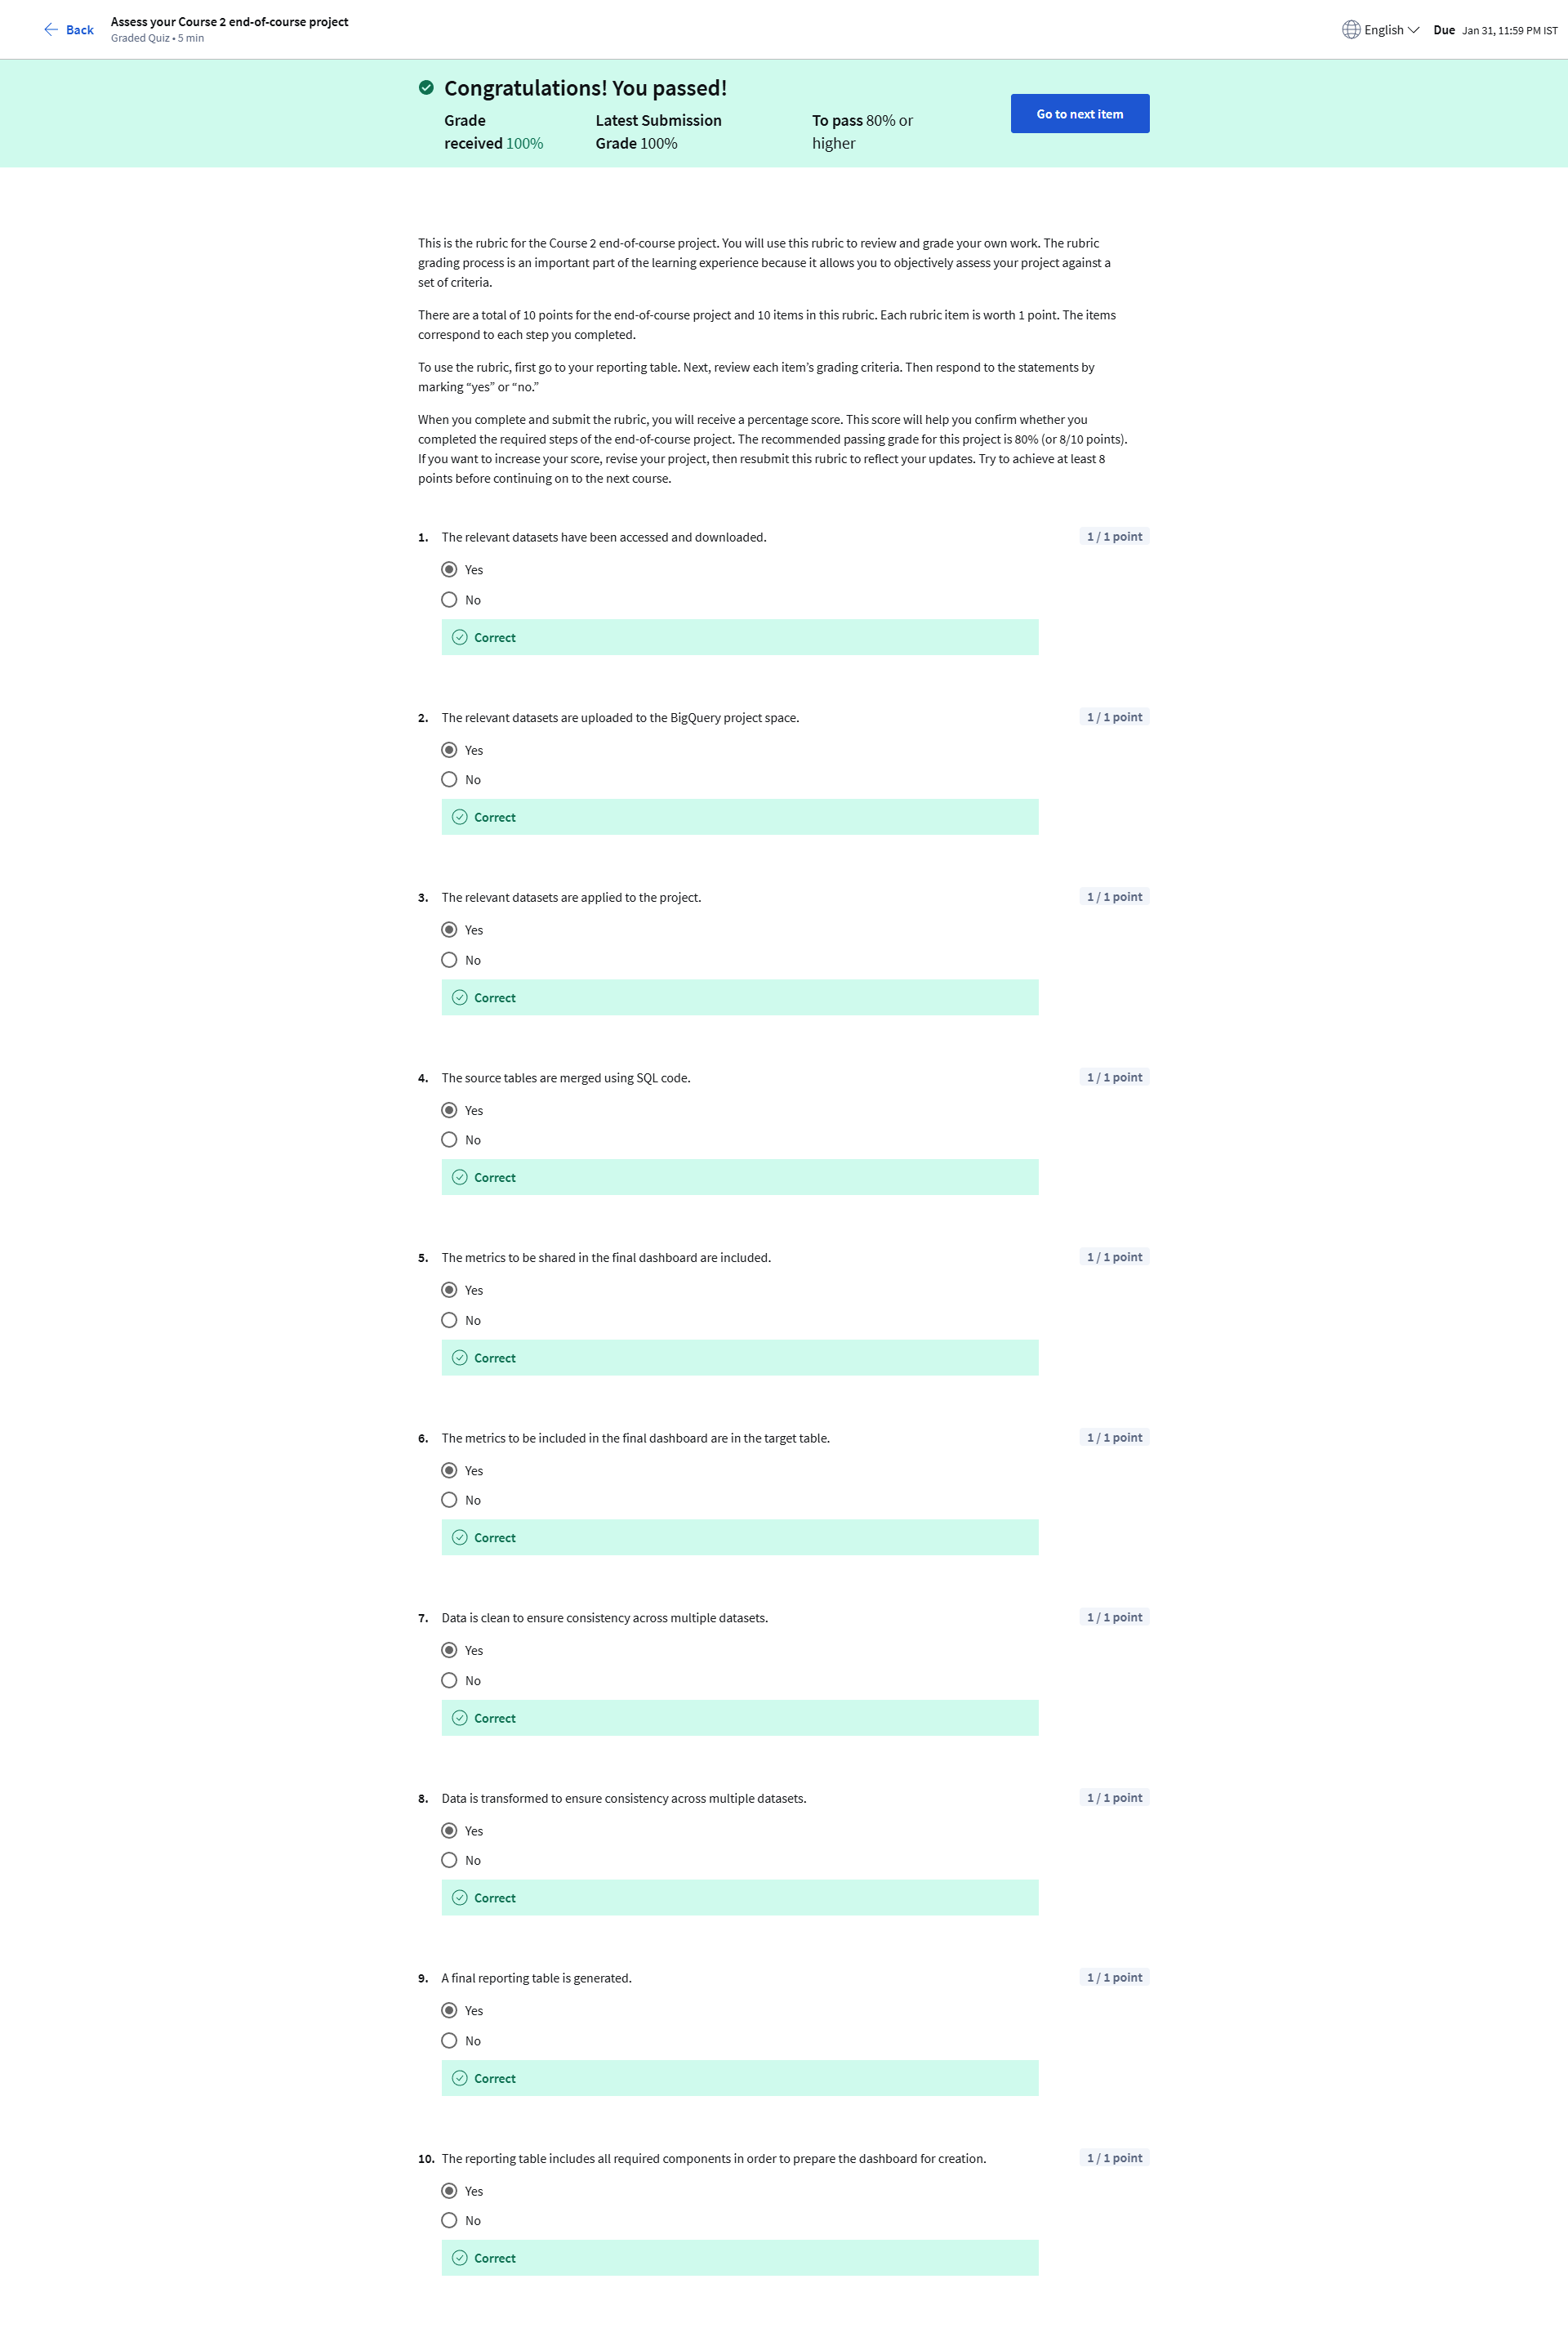 Back
Assess your Course 2 end-of-course project
Graded Quiz • 5 min
English
Due Jan 31, 11:59 PM IST
Congratulations! You passed!
Grade
received 100%
Latest Submission
Grade 100%
To pass 80% or
higher
Go to next item
This is the rubric for the Course 2 end-of-course project. You will use this rubric to review and grade your own work. The rubric
grading process is an important part of the learning experience because it allows you to objectively assess your project against a
set of criteria.
There are a total of 10 points for the end-of-course project and 10 items in this rubric. Each rubric item is worth 1 point. The items
correspond to each step you completed.
To use the rubric, first go to your reporting table. Next, review each item’s grading criteria. Then respond to the statements by
marking “yes” or “no.”
When you complete and submit the rubric, you will receive a percentage score. This score will help you confirm whether you
completed the required steps of the end-of-course project. The recommended passing grade for this project is 80% (or 8/10 points).
If you want to increase your score, revise your project, then resubmit this rubric to reflect your updates. Try to achieve at least 8
points before continuing on to the next course.
1. The relevant datasets have been accessed and downloaded. 1 / 1 point
Yes
No
Correct
2. The relevant datasets are uploaded to the BigQuery project space. 1 / 1 point
Yes
No
Correct
3. The relevant datasets are applied to the project. 1 / 1 point
Yes
No
Correct
4. The source tables are merged using SQL code. 1 / 1 point
Yes
No
Correct
5. The metrics to be shared in the final dashboard are included. 1 / 1 point
Yes
No
Correct
6. The metrics to be included in the final dashboard are in the target table. 1 / 1 point
Yes
No
Correct
7. Data is clean to ensure consistency across multiple datasets. 1 / 1 point
Yes
No
Correct
8. Data is transformed to ensure consistency across multiple datasets. 1 / 1 point
Yes
No
Correct
9. A final reporting table is generated. 1 / 1 point
Yes
No
Correct
10. The reporting table includes all required components in order to prepare the dashboard for creation. 1 / 1 point
Yes
No
Correct